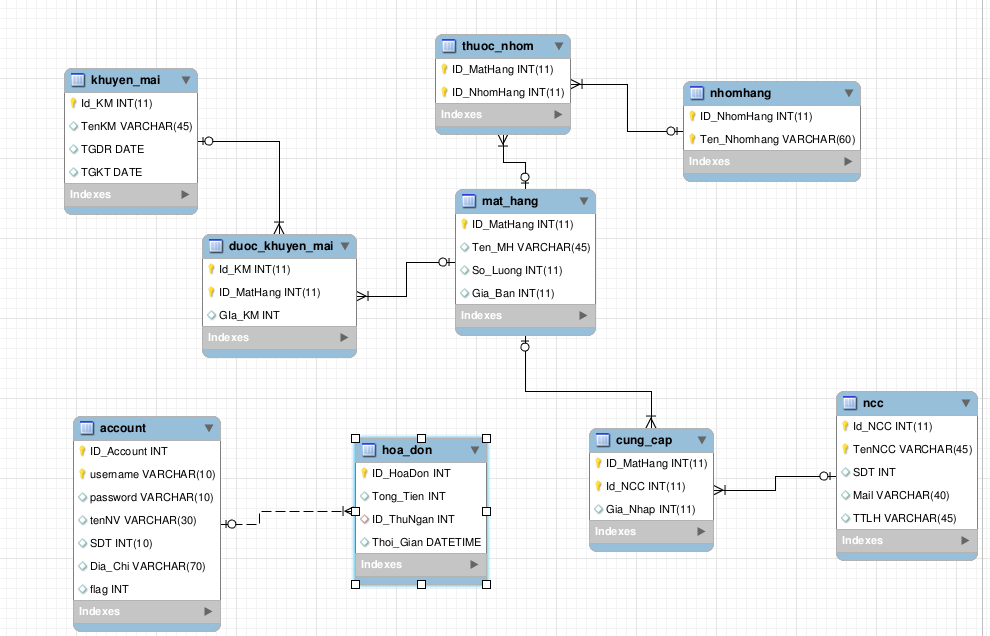 khuyen_mai
Id_KM INT(11)
TenKM VARCHAR(45)
TGDR DATE
TGKT DATE
Indexes
thuoc_nhom
ID_MatHang INT(11)
ID_NhomHang INT(11)
Indexes
nhomhang
ID_NhomHang INT(11)
Ten_Nhomhang VARCHAR(60)
Indexes
duoc_khuyen_mai
Id_KM INT(11)
ID_MatHang INT(11)
GIa_KM INT
Indexes
mat_hang
ID_MatHang INT(11)
Ten_MH VARCHAR(45)
So_Luong INT(11)
Gia_Ban INT(11)
Indexes
account
ID_Account INT
username VARCHAR(10)
password VARCHAR(10)
tenNV VARCHAR(30)
SDT INT(10)
Dia_Chi VARCHAR(70)
flag INT
Indexes
hoa_don
ID_HoaDon INT
Tong_Tien INT
ID_ThuNgan INT
Thoi_Gian DATETIME
Indexes
cung_cap
ID_MatHang INT(11)
Id_NCC INT(11)
Gia_Nhap INT(11)
Indexes
ncc
Id_NCC INT(11)
TenNCC VARCHAR(45)
SDT INT
Mail VARCHAR(40)
TTLH VARCHAR(45)
Indexes